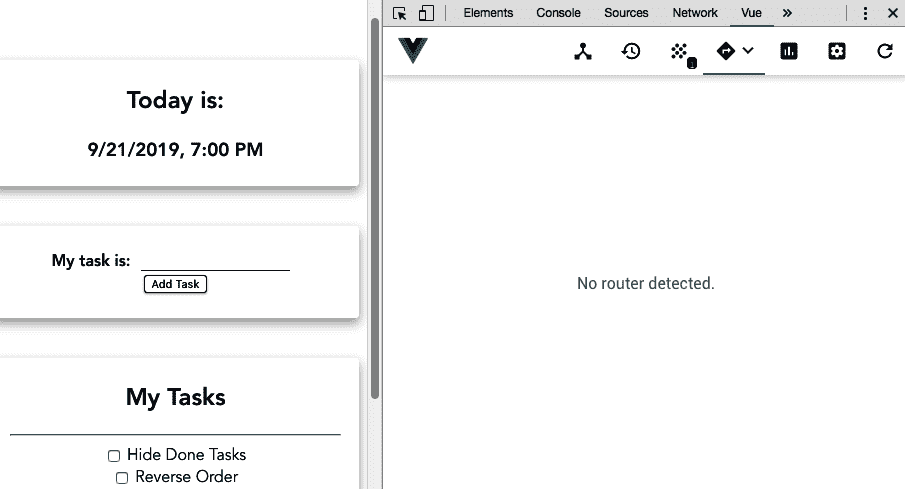 Elements Console Sources Network Vue »
Today is:
9/21/2019, 7:00 PM
My task is:
Add Task
No router detected.
My Tasks
Hide Done Tasks
Reverse Order